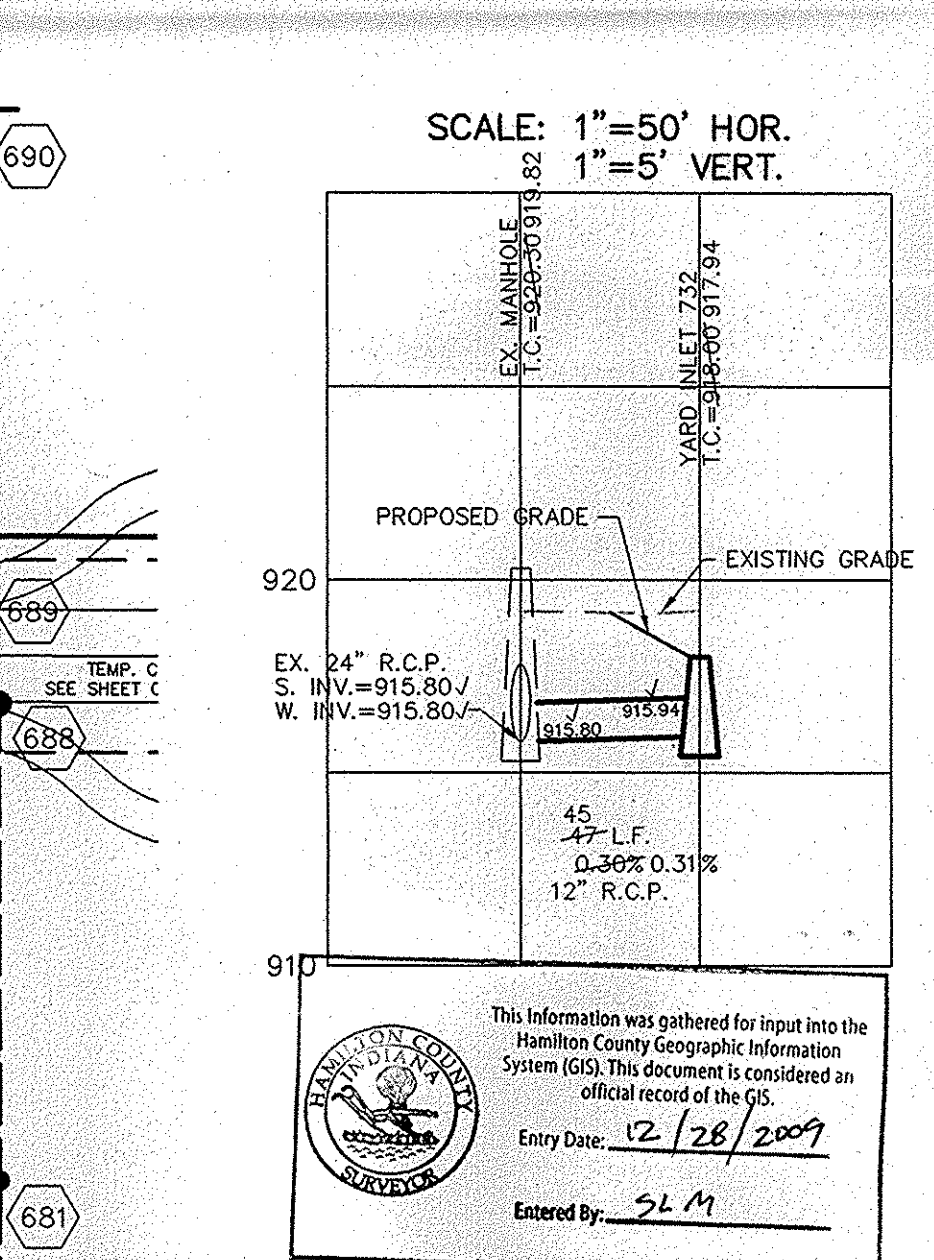 SCALE: 1"=50' HOR.
1"=5' VERT.
690
EX. MANHOLE
T.C.=920.30 919.82
YARD INLET 732
T.C.=918.00 917.94
PROPOSED GRADE
EXISTING GRADE
920
689
TEMP. C
SEE SHEET C
688
EX. 24" R.C.P.
S. INV.=915.80√
W. INV.=915.80√
√
915.94
√
915.80
45
47 L.F.
0.30% 0.31%
12" R.C.P.
910
HAMILTON COUNTY
INDIANA
SURVEYOR
This Information was gathered for input into the
Hamilton County Geographic Information
System (GIS). This document is considered an
official record of the GIS.
Entry Date: 12/28/2009
Entered By: SLM
681